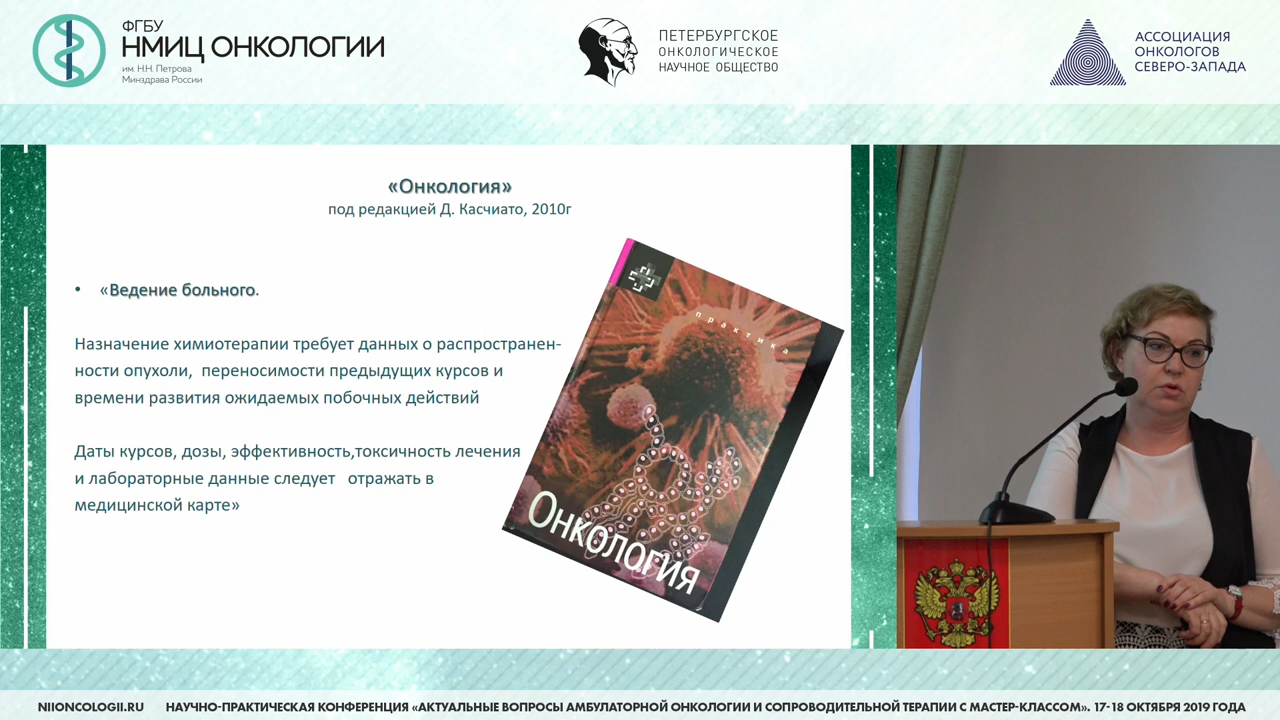 ФГБУ
НМИЦ ОНКОЛОГИИ
им. Н.Н. Петрова
Минздрава России
ПЕТЕРБУРГСКОЕ
ОНКОЛОГИЧЕСКОЕ
НАУЧНОЕ ОБЩЕСТВО
АССОЦИАЦИЯ
ОНКОЛОГОВ
СЕВЕРО-ЗАПАДА
«Онкология»
под редакцией Д. Касчиато, 2010г
• «Ведение больного.
Назначение химиотерапии требует данных о распространен-
ности опухоли, переносимости предыдущих курсов и
времени развития ожидаемых побочных действий
Даты курсов, дозы, эффективность,токсичность лечения
и лабораторные данные следует отражать в
медицинской карте»
практика
Онкология
NIIONCOLOGII.RU НАУЧНО-ПРАКТИЧЕСКАЯ КОНФЕРЕНЦИЯ «АКТУАЛЬНЫЕ ВОПРОСЫ АМБУЛАТОРНОЙ ОНКОЛОГИИ И СОПРОВОДИТЕЛЬНОЙ ТЕРАПИИ С МАСТЕР-КЛАССОМ». 17-18 ОКТЯБРЯ 2019 ГОДА